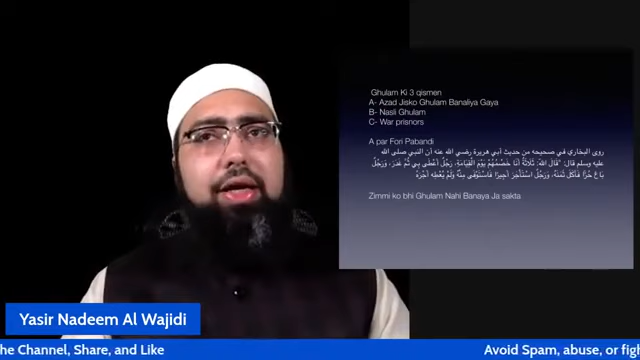 Ghulam Ki 3 qismen
A- Azad Jisko Ghulam Banaliya Gaya
B- Nasli Ghulam
C- War prisnors
A par Fori Pabandi
روى البخاري في صحيحه من حديث أبي هريرة رضي الله عنه أن النبي صلى الله
عليه وسلم قال: "قال الله: ثَلاثَةٌ أَنَا خَصْمُهُمْ يَوْمَ الْقِيَامَةِ، رَجُلٌ أَعْطَى بِي ثُمَّ غَدَرَ، وَرَجُلٌ
بَاعَ حُرًّا فَأَكَلَ ثَمَنَهُ، وَرَجُلٌ اسْتَأْجَرَ أَجِيرًا فَاسْتَوْفَى مِنْهُ وَلَمْ يُعْطِهِ أَجْرَهُ
Zimmi ko bhi Ghulam Nahi Banaya Ja sakta
Yasir Nadeem Al Wajidi
he Channel, Share, and Like
Avoid Spam, abuse, or figh